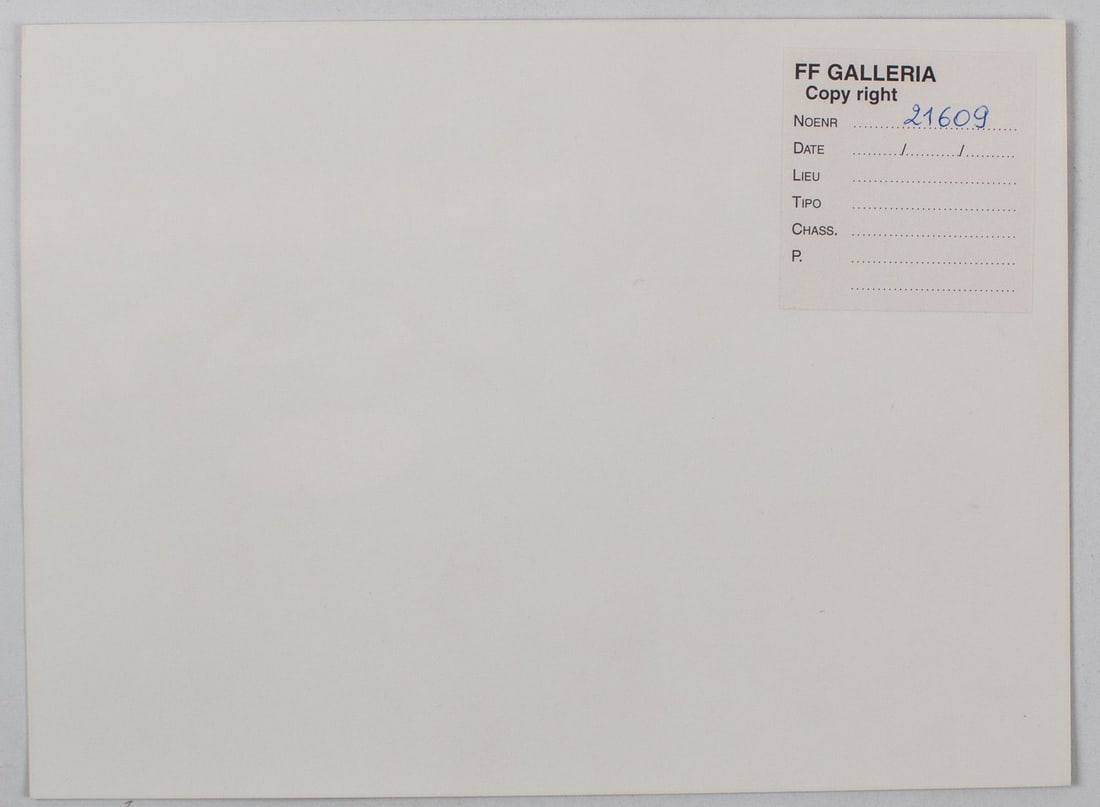 FF GALLERIA
Copy right
NOENR ............21609........
DATE ........./........../..........
LIEU ..............................
TIPO ..............................
CHASS. ..............................
P. ..............................